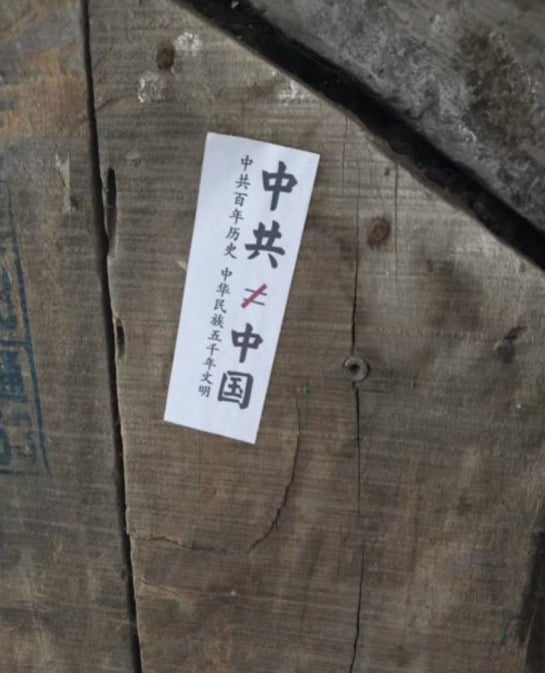 中共≠中国
中共百年历史 中华民族五千年文明